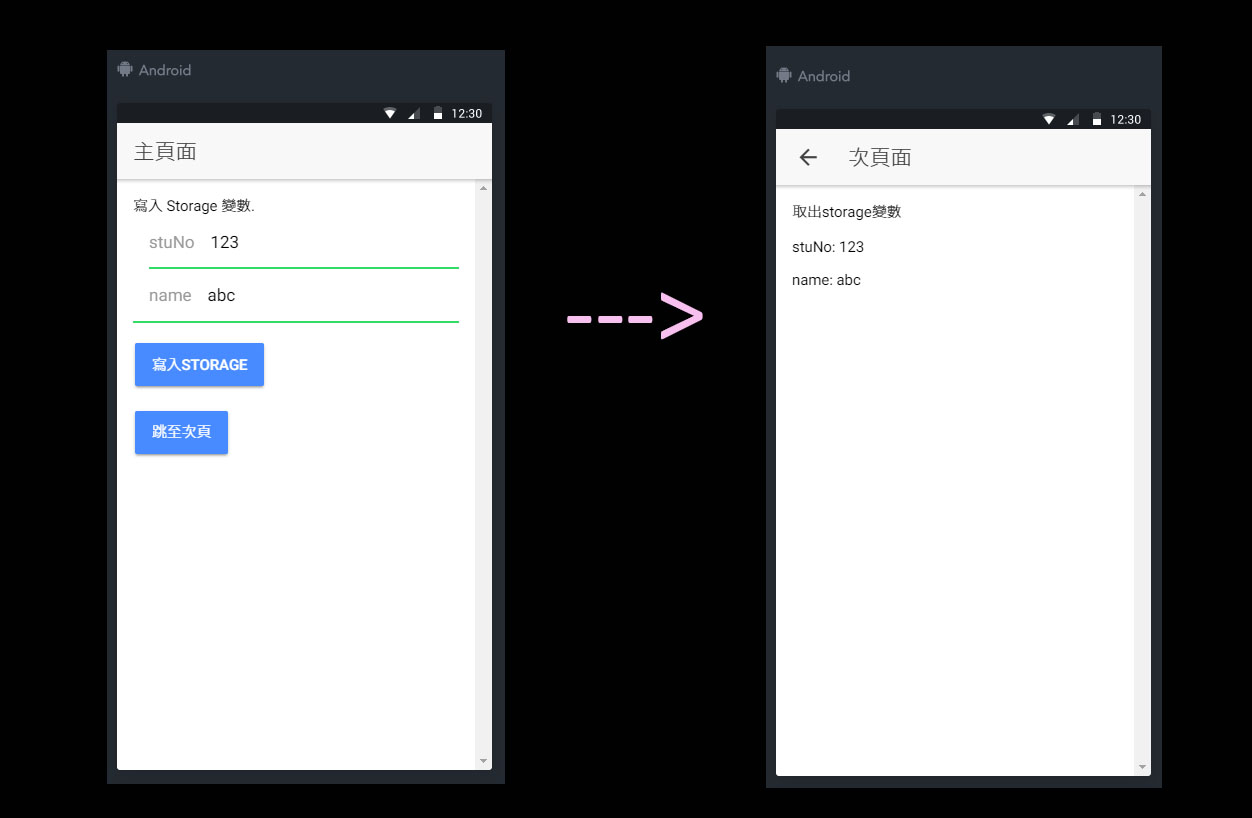 Android
12:30
主頁面
寫入 Storage 變數.
stuNo 123
name abc
寫入STORAGE
跳至次頁
--->
Android
12:30
次頁面
取出storage變數
stuNo: 123
name: abc